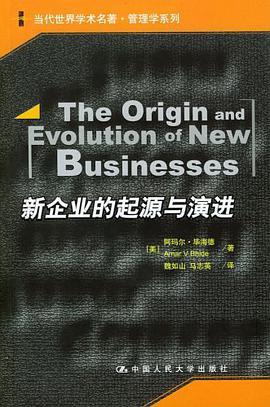 当代世界学术名著·管理学系列
The Origin and
Evolution of New
Businesses
新企业的起源与演进
[美] 阿玛尔·毕海德 著
Amar V Bhide
魏如山 马志英 译
中国人民大学出版社